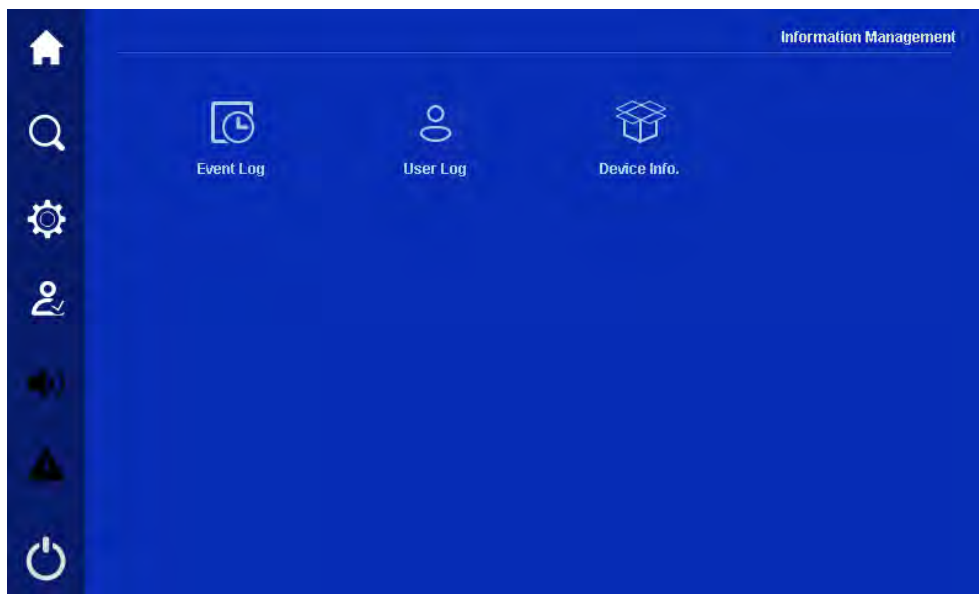 Information Management
Event Log
User Log
Device Info.